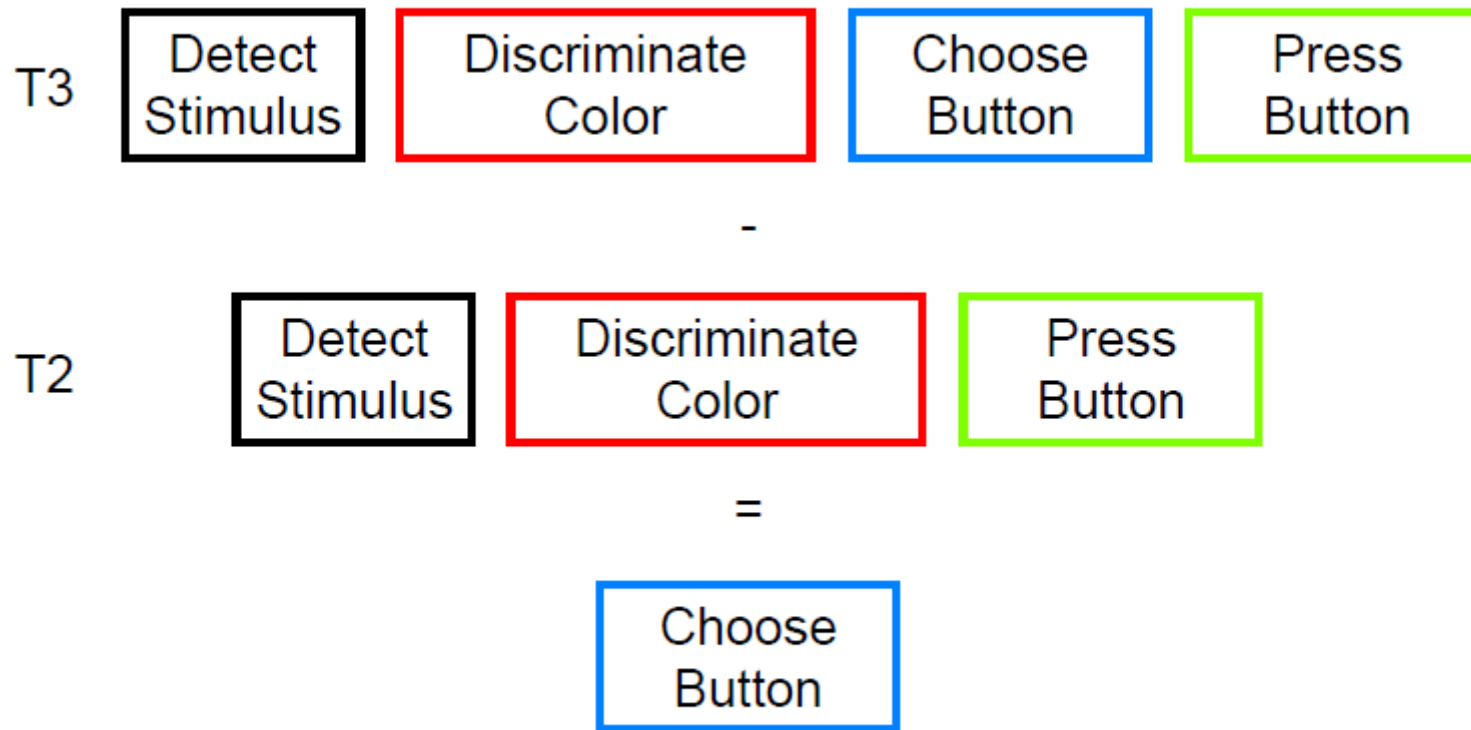 T3
Detect
Stimulus
Discriminate
Color
Choose
Button
Press
Button
-
T2
Detect
Stimulus
Discriminate
Color
Press
Button
=
Choose
Button